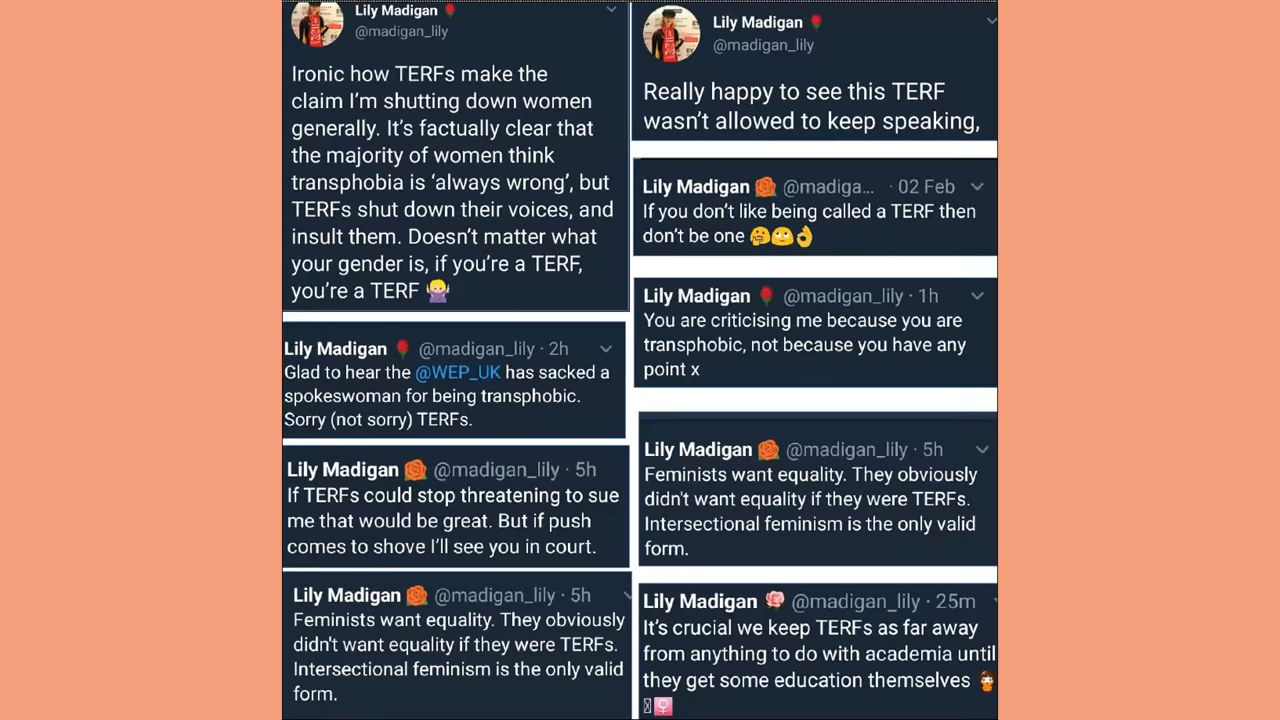 Lily Madigan 🌹
@madigan_lily
Ironic how TERFs make the
claim I'm shutting down women
generally. It's factually clear that
the majority of women think
transphobia is 'always wrong', but
TERFs shut down their voices, and
insult them. Doesn't matter what
your gender is, if you're a TERF,
you're a TERF 🤷🏼‍♀️
Lily Madigan 🌹 @madigan_lily · 2h
Glad to hear the @WEP_UK has sacked a
spokeswoman for being transphobic.
Sorry (not sorry) TERFs.
Lily Madigan 🏵️ @madigan_lily · 5h
If TERFs could stop threatening to sue
me that would be great. But if push
comes to shove I'll see you in court.
Lily Madigan 🏵️ @madigan_lily · 5h
Feminists want equality. They obviously
didn't want equality if they were TERFs.
Intersectional feminism is the only valid
form.
Lily Madigan 🌹
@madigan_lily
Really happy to see this TERF
wasn't allowed to keep speaking,
Lily Madigan 🏵️ @madiga... · 02 Feb
If you don't like being called a TERF then
don't be one 🤔🙄👌
Lily Madigan 🌹 @madigan_lily · 1h
You are criticising me because you are
transphobic, not because you have any
point x
Lily Madigan 🏵️ @madigan_lily · 5h
Feminists want equality. They obviously
didn't want equality if they were TERFs.
Intersectional feminism is the only valid
form.
Lily Madigan 🌹 @madigan_lily · 25m
It's crucial we keep TERFs as far away
from anything to do with academia until
they get some education themselves